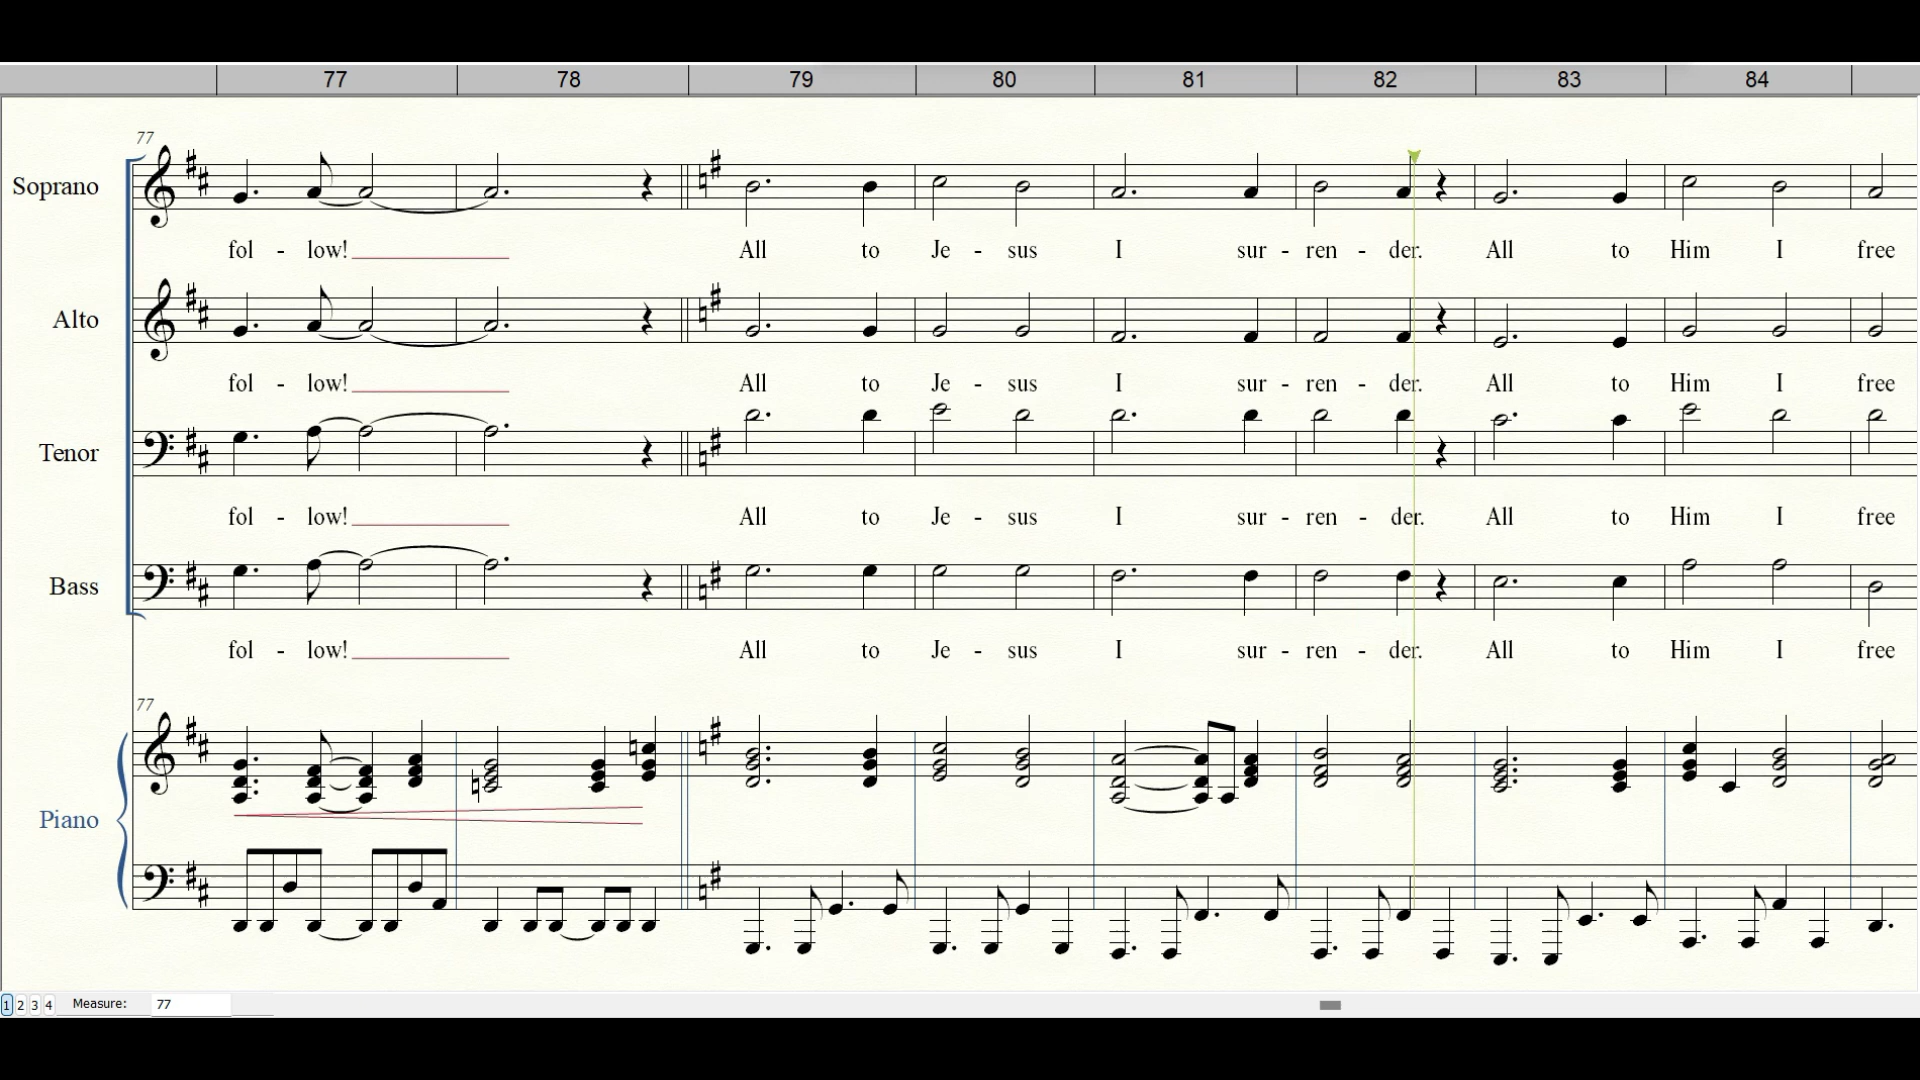 77 78 79 80 81 82 83 84
77
Soprano
fol - low! All to Je - sus I sur - ren - der. All to Him I free
Alto
fol - low! All to Je - sus I sur - ren - der. All to Him I free
Tenor
fol - low! All to Je - sus I sur - ren - der. All to Him I free
Bass
fol - low! All to Je - sus I sur - ren - der. All to Him I free
77
Piano
1 2 3 4 Measure: 77